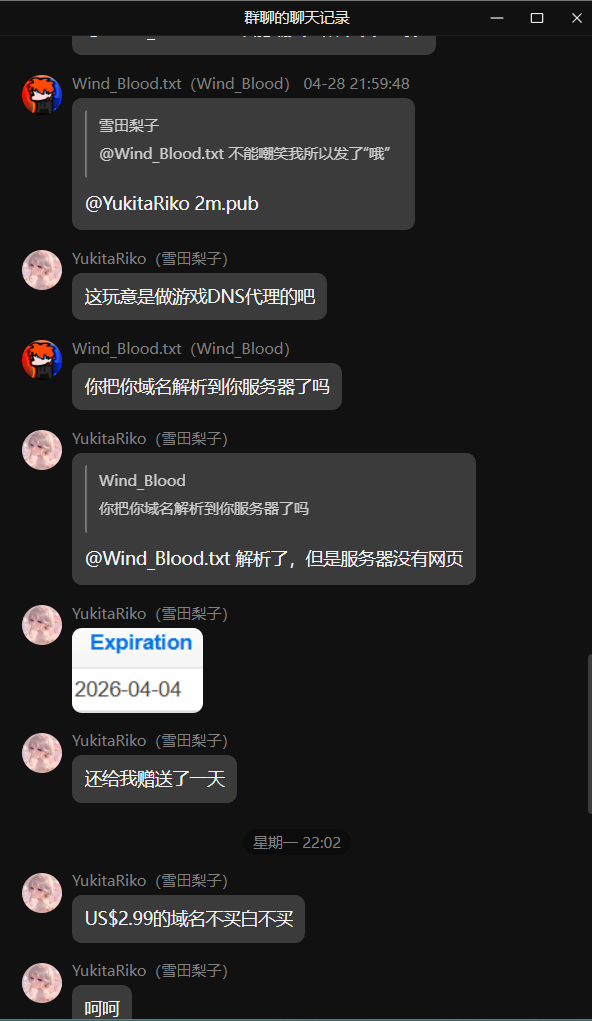 群聊的聊天记录
Wind_Blood.txt（Wind_Blood） 04-28 21:59:48
雪田梨子
@Wind_Blood.txt 不能嘲笑我所以发了“哦”
@YukitaRiko 2m.pub
YukitaRiko（雪田梨子）
这玩意是做游戏DNS代理的吧
Wind_Blood.txt（Wind_Blood）
你把你域名解析到你服务器了吗
YukitaRiko（雪田梨子）
Wind_Blood
你把你域名解析到你服务器了吗
@Wind_Blood.txt 解析了，但是服务器没有网页
YukitaRiko（雪田梨子）
Expiration
2026-04-04
YukitaRiko（雪田梨子）
还给我赠送了一天
星期一 22:02
YukitaRiko（雪田梨子）
US$2.99的域名不买白不买
YukitaRiko（雪田梨子）
呵呵